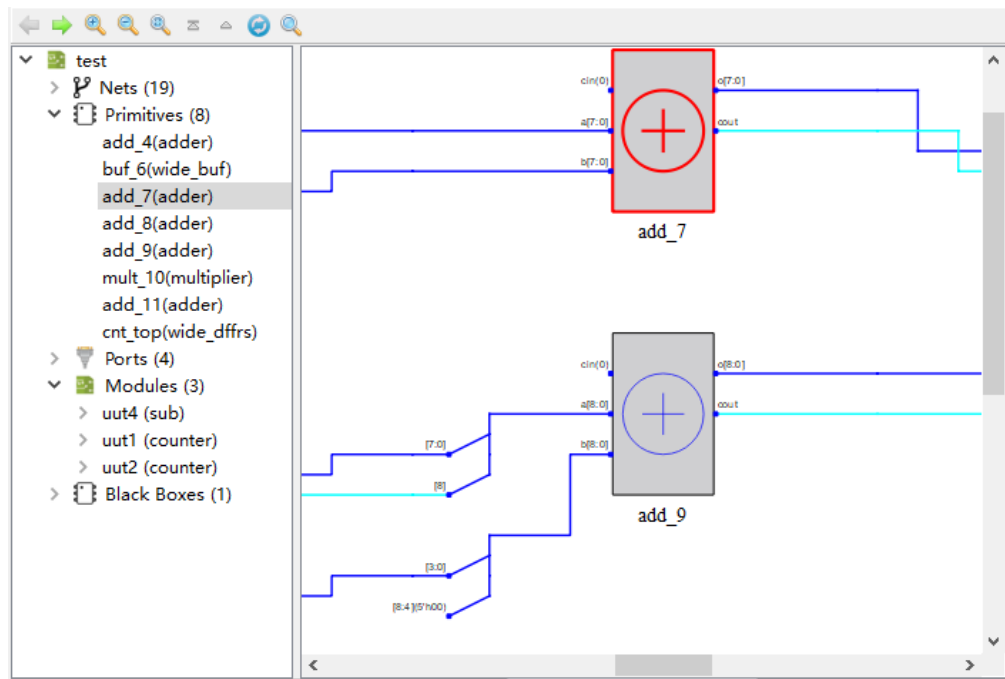 test
Nets (19)
Primitives (8)
add_4(adder)
buf_6(wide_buf)
add_7(adder)
add_8(adder)
add_9(adder)
mult_10(multiplier)
add_11(adder)
cnt_top(wide_dffrs)
Ports (4)
Modules (3)
uut4 (sub)
uut1 (counter)
uut2 (counter)
Black Boxes (1)
cin(0)
o[7:0]
a[7:0]
cout
b[7:0]
add_7
cin(0)
o[8:0]
a[8:0]
cout
b[8:0]
add_9
[7:0]
[8]
[3:0]
[8:4](5'h00)